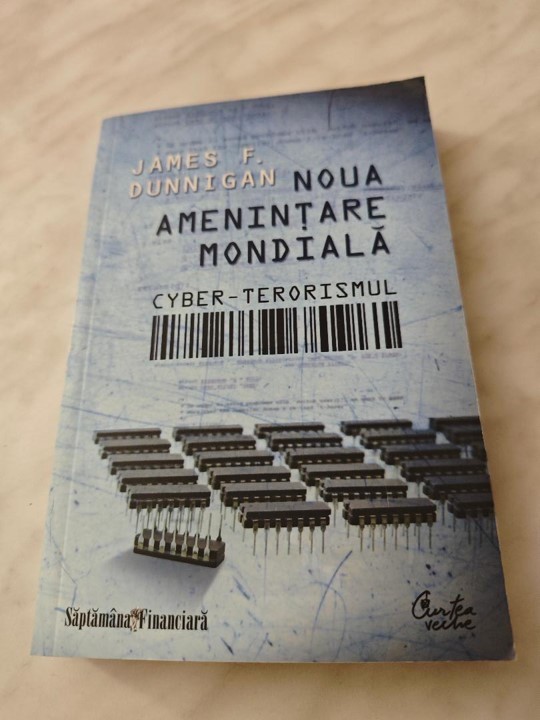 JAMES F.
DUNNIGAN
NOUA
AMENINȚARE
MONDIALĂ
CYBER-TERORISMUL
Săptămâna Financiară
Curtea
veche